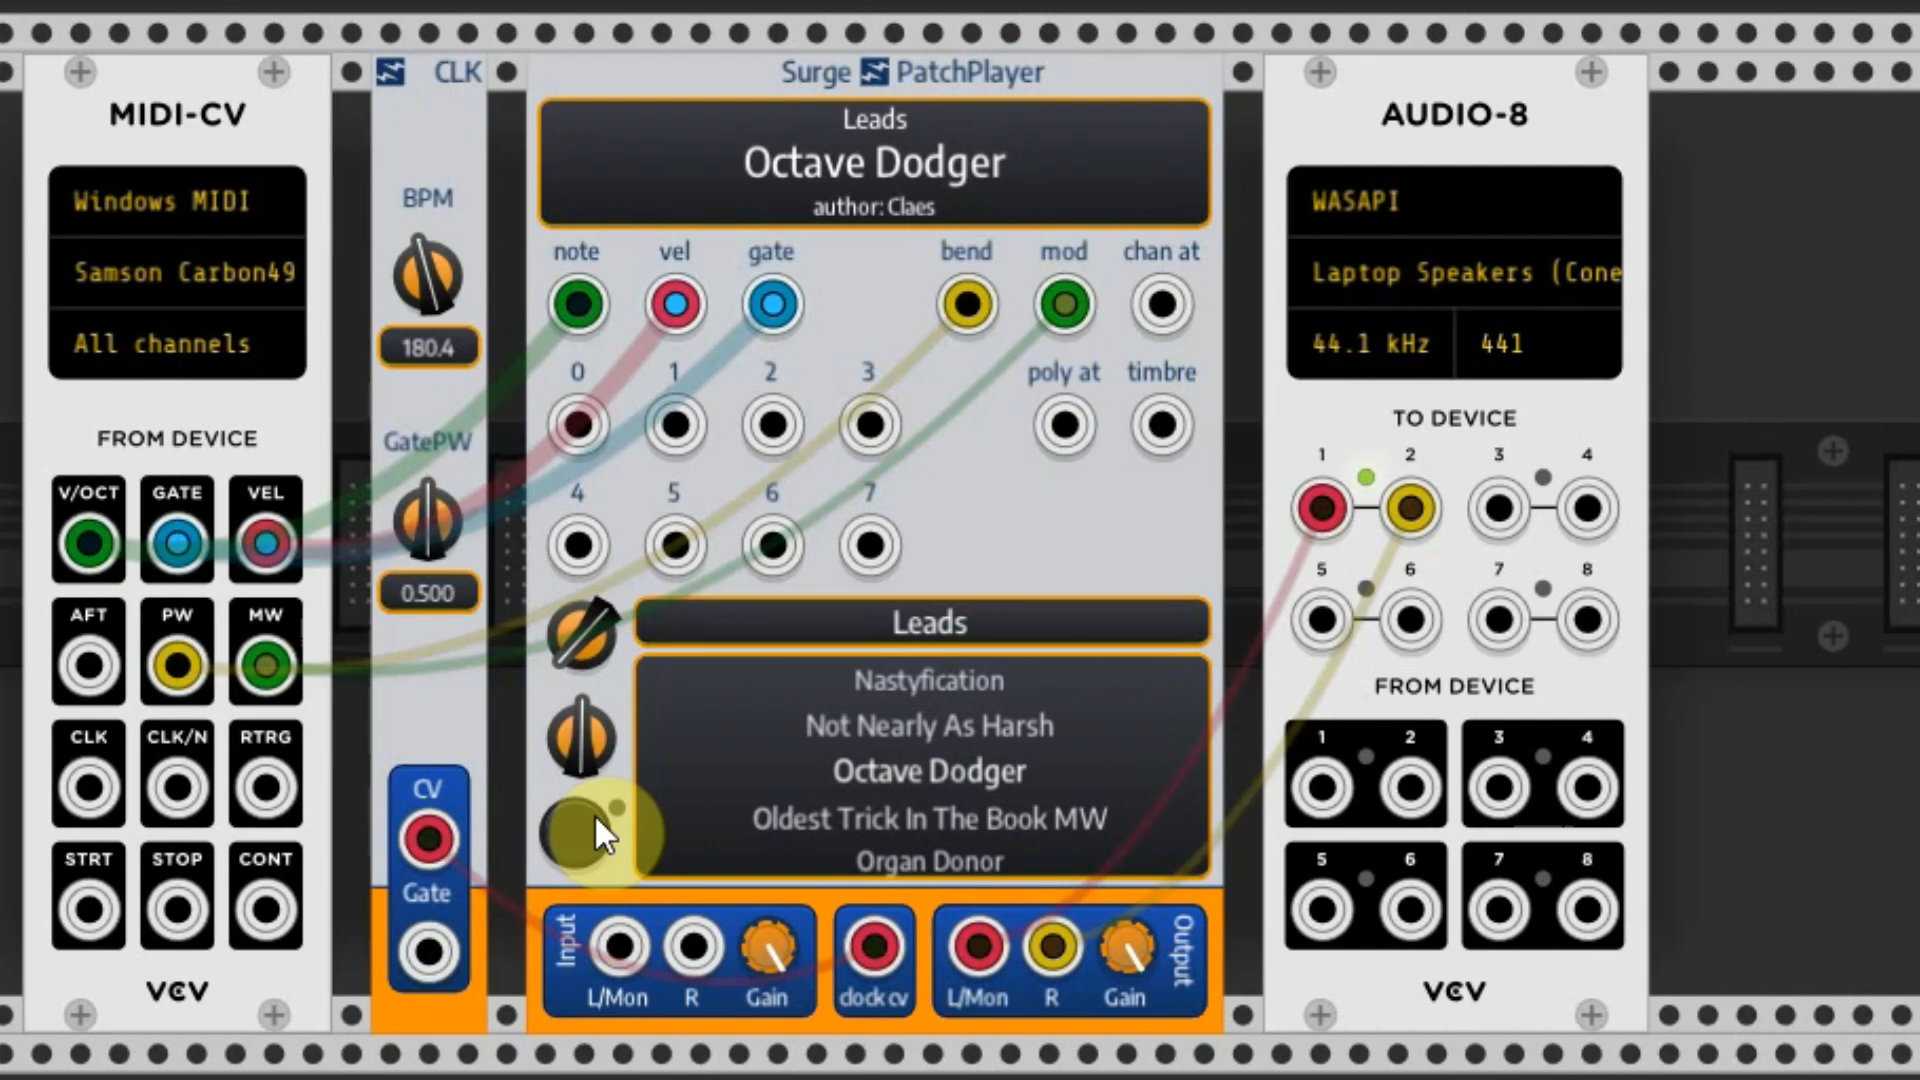 MIDI-CV
Windows MIDI
Samson Carbon49
All channels
FROM DEVICE
V/OCT GATE VEL
AFT PW MW
CLK CLK/N RTRG
STRT STOP CONT
VCV
CLK
BPM
180.4
GatePW
0.500
CV
Gate
Surge PatchPlayer
Leads
Octave Dodger
author: Claes
note vel gate bend mod chan at
0 1 2 3 poly at timbre
4 5 6 7
Leads
Nastyfication
Not Nearly As Harsh
Octave Dodger
Oldest Trick In The Book MW
Organ Donor
Input
L/Mon R Gain
clock cv
L/Mon R Gain
Output
AUDIO-8
WASAPI
Laptop Speakers (Cone
44.1 kHz 441
TO DEVICE
1 2 3 4
5 6 7 8
FROM DEVICE
1 2 3 4
5 6 7 8
VCV